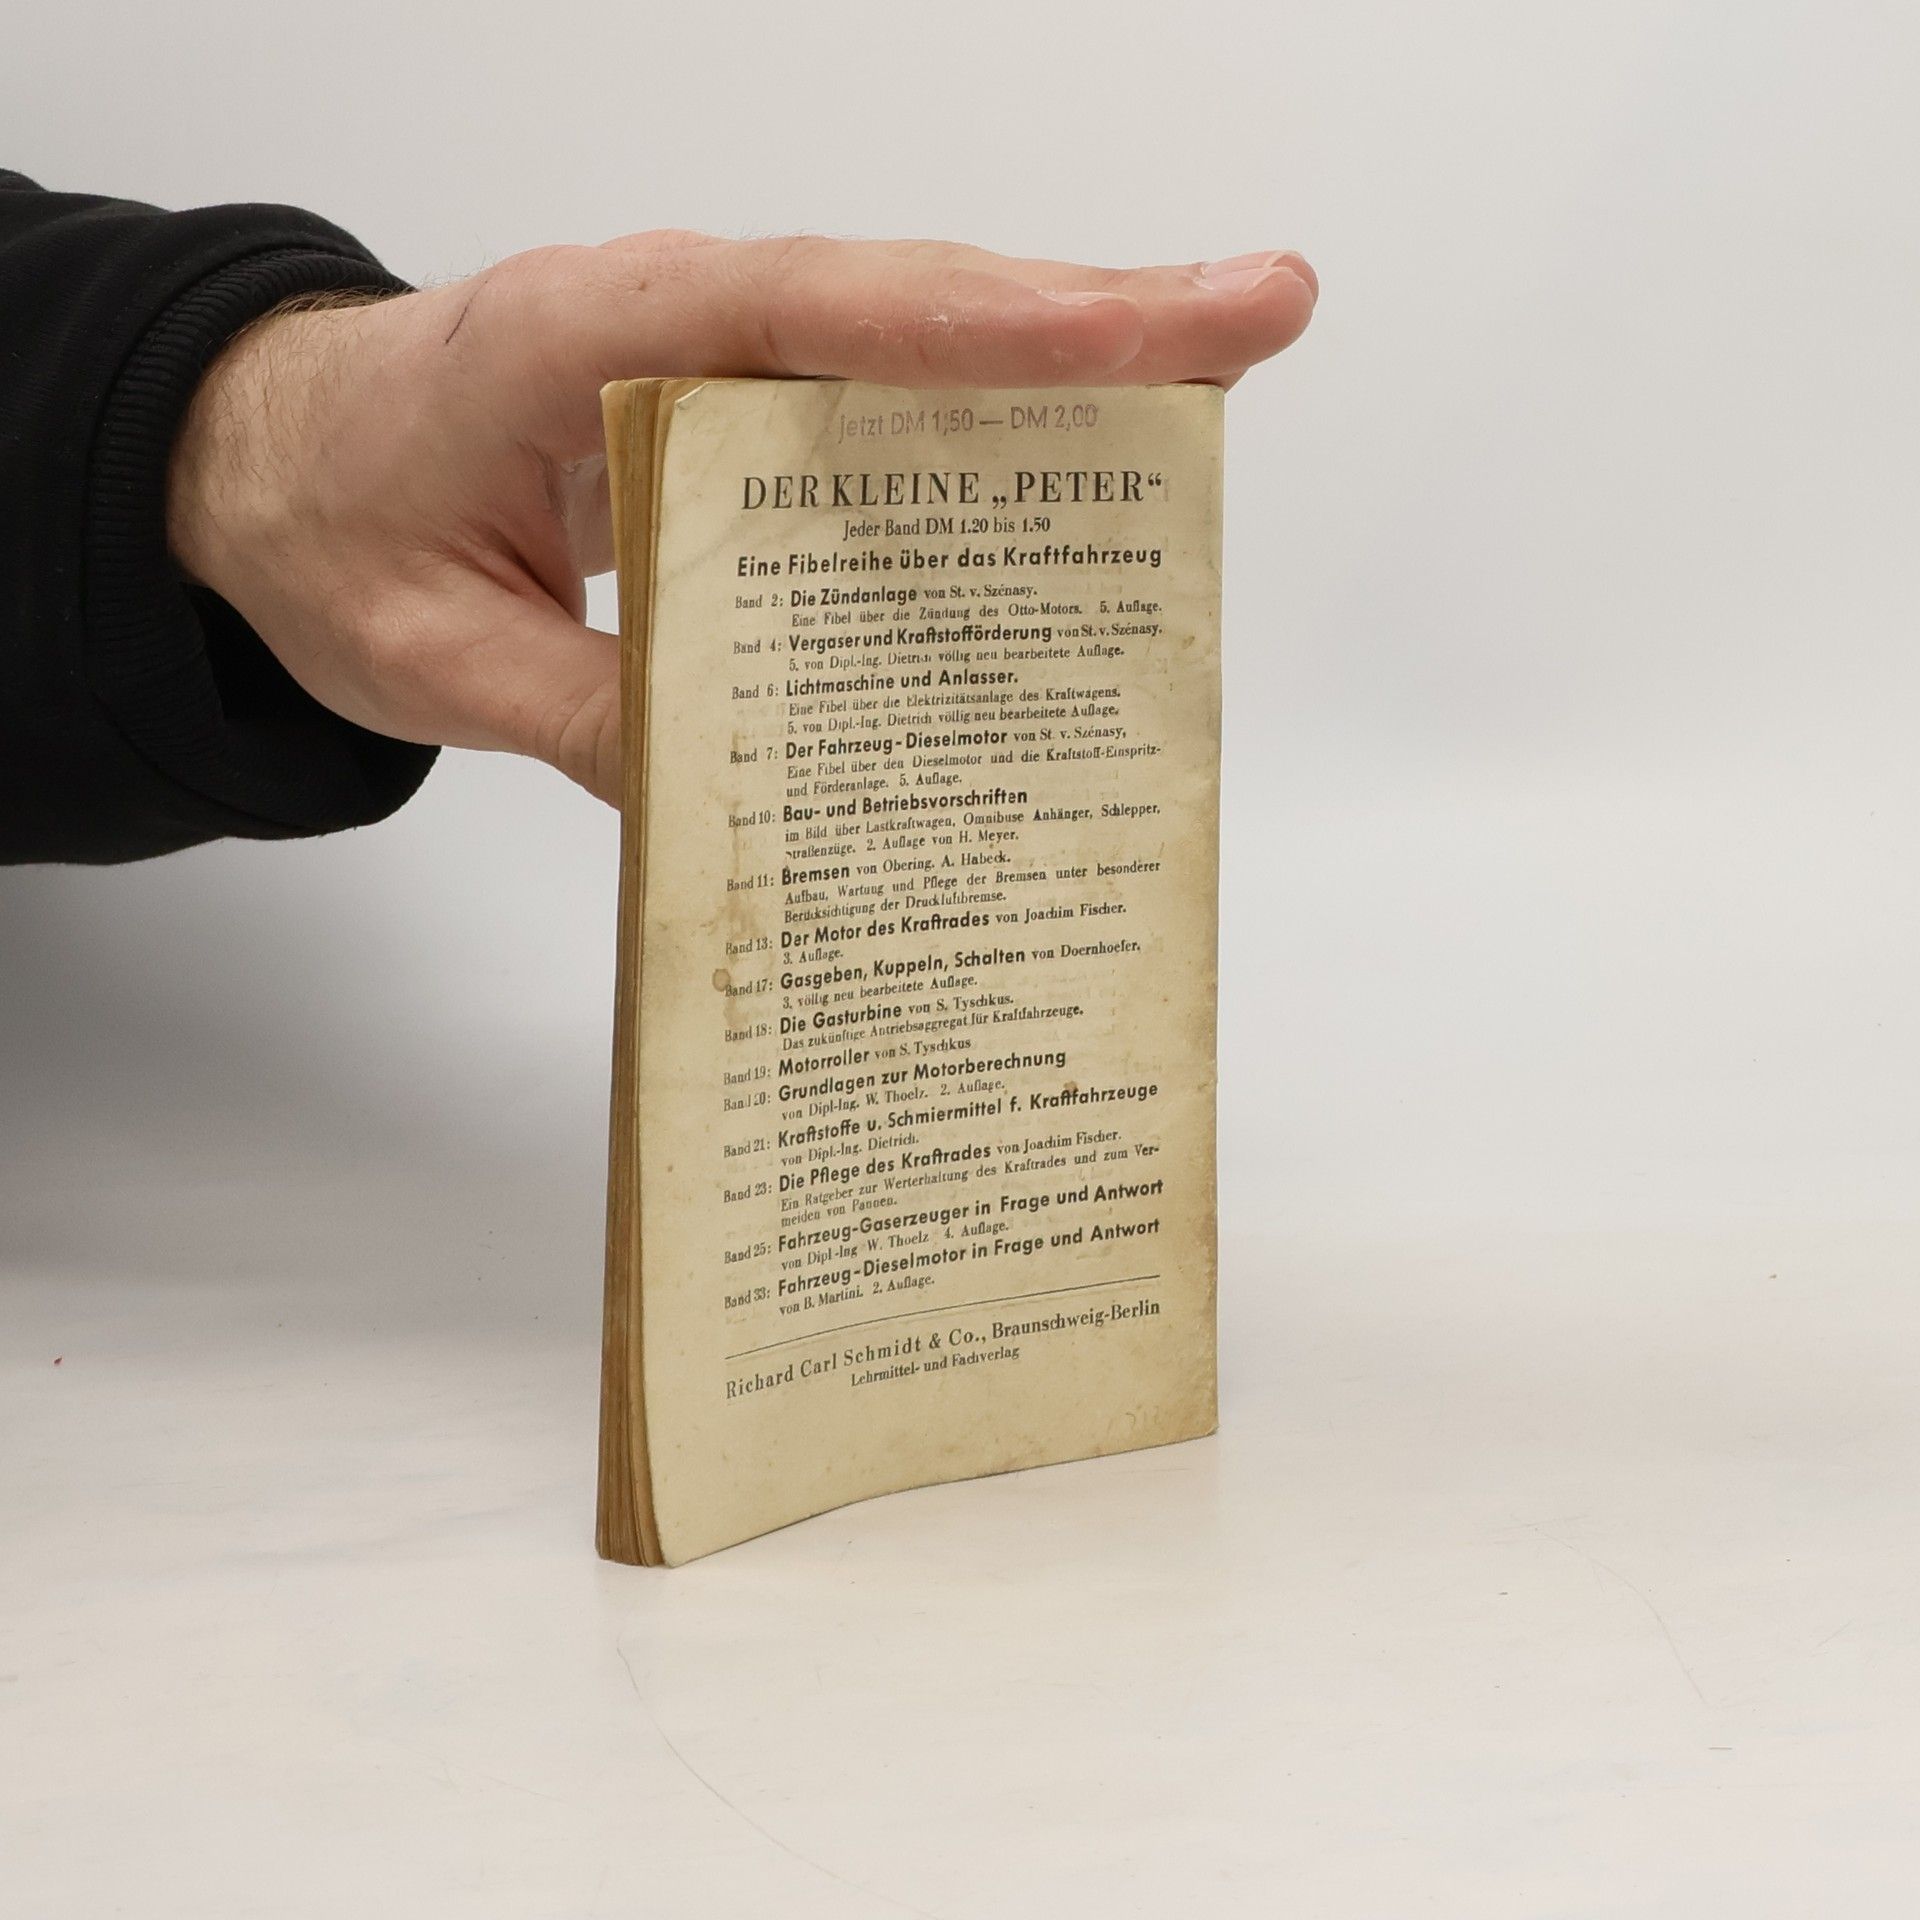 jetzt DM 1,50 — DM 2,00
DER KLEINE „PETER“
Jeder Band DM 1.20 bis 1.50
Eine Fibelreihe über das Kraftfahrzeug
Band 2: Die Zündanlage von St. v. Szénasy.
Eine Fibel über die Zündung des Otto-Motors. 5. Auflage.
Band 4: Vergaser und Kraftstofförderung von St. v. Szénasy.
5. von Dipl.-Ing. Dietrich völlig neu bearbeitete Auflage.
Band 6: Lichtmaschine und Anlasser.
Eine Fibel über die Elektrizitätsanlage des Kraftwagens.
5. von Dipl.-Ing. Dietrich völlig neu bearbeitete Auflage.
Band 7: Der Fahrzeug-Dieselmotor von St. v. Szénasy,
Eine Fibel über den Dieselmotor und die Kraftstoff-Einspritz-
und Förderanlage. 5. Auflage.
Band 10: Bau- und Betriebsvorschriften
im Bild über Lastkraftwagen, Omnibuse Anhänger, Schlepper,
Straßenzüge. 2. Auflage von H. Meyer.
Band 11: Bremsen von Obering. A. Habeck.
Aufbau, Wartung und Pflege der Bremsen unter besonderer
Berücksichtigung der Druckluftbremse.
Band 13: Der Motor des Kraftrades von Joachim Fischer.
3. Auflage.
Band 17: Gasgeben, Kuppeln, Schalten von Doernhoefer.
3. völlig neu bearbeitete Auflage.
Band 18: Die Gasturbine von S. Tyschkus.
Das zukünftige Antriebsaggregat für Kraftfahrzeuge.
Band 19: Motorroller von S. Tyschkus
Band 20: Grundlagen zur Motorberechnung
von Dipl-Ing. W. Thoelz. 2. Auflage.
Band 21: Kraftstoffe u. Schmiermittel f. Kraftfahrzeuge
von Dipl.-Ing. Dietrich.
Band 23: Die Pflege des Kraftrades von Joachim Fischer.
Ein Ratgeber zur Werterhaltung des Kraftrades und zum Ver-
meiden von Pannen.
Band 25: Fahrzeug-Gaserzeuger in Frage und Antwort
von Dipl-Ing W. Thoelz 4. Auflage.
Band 33: Fahrzeug-Dieselmotor in Frage und Antwort
von B. Martini. 2. Auflage.
Richard Carl Schmidt & Co., Braunschweig-Berlin
Lehrmittel- und Fachverlag